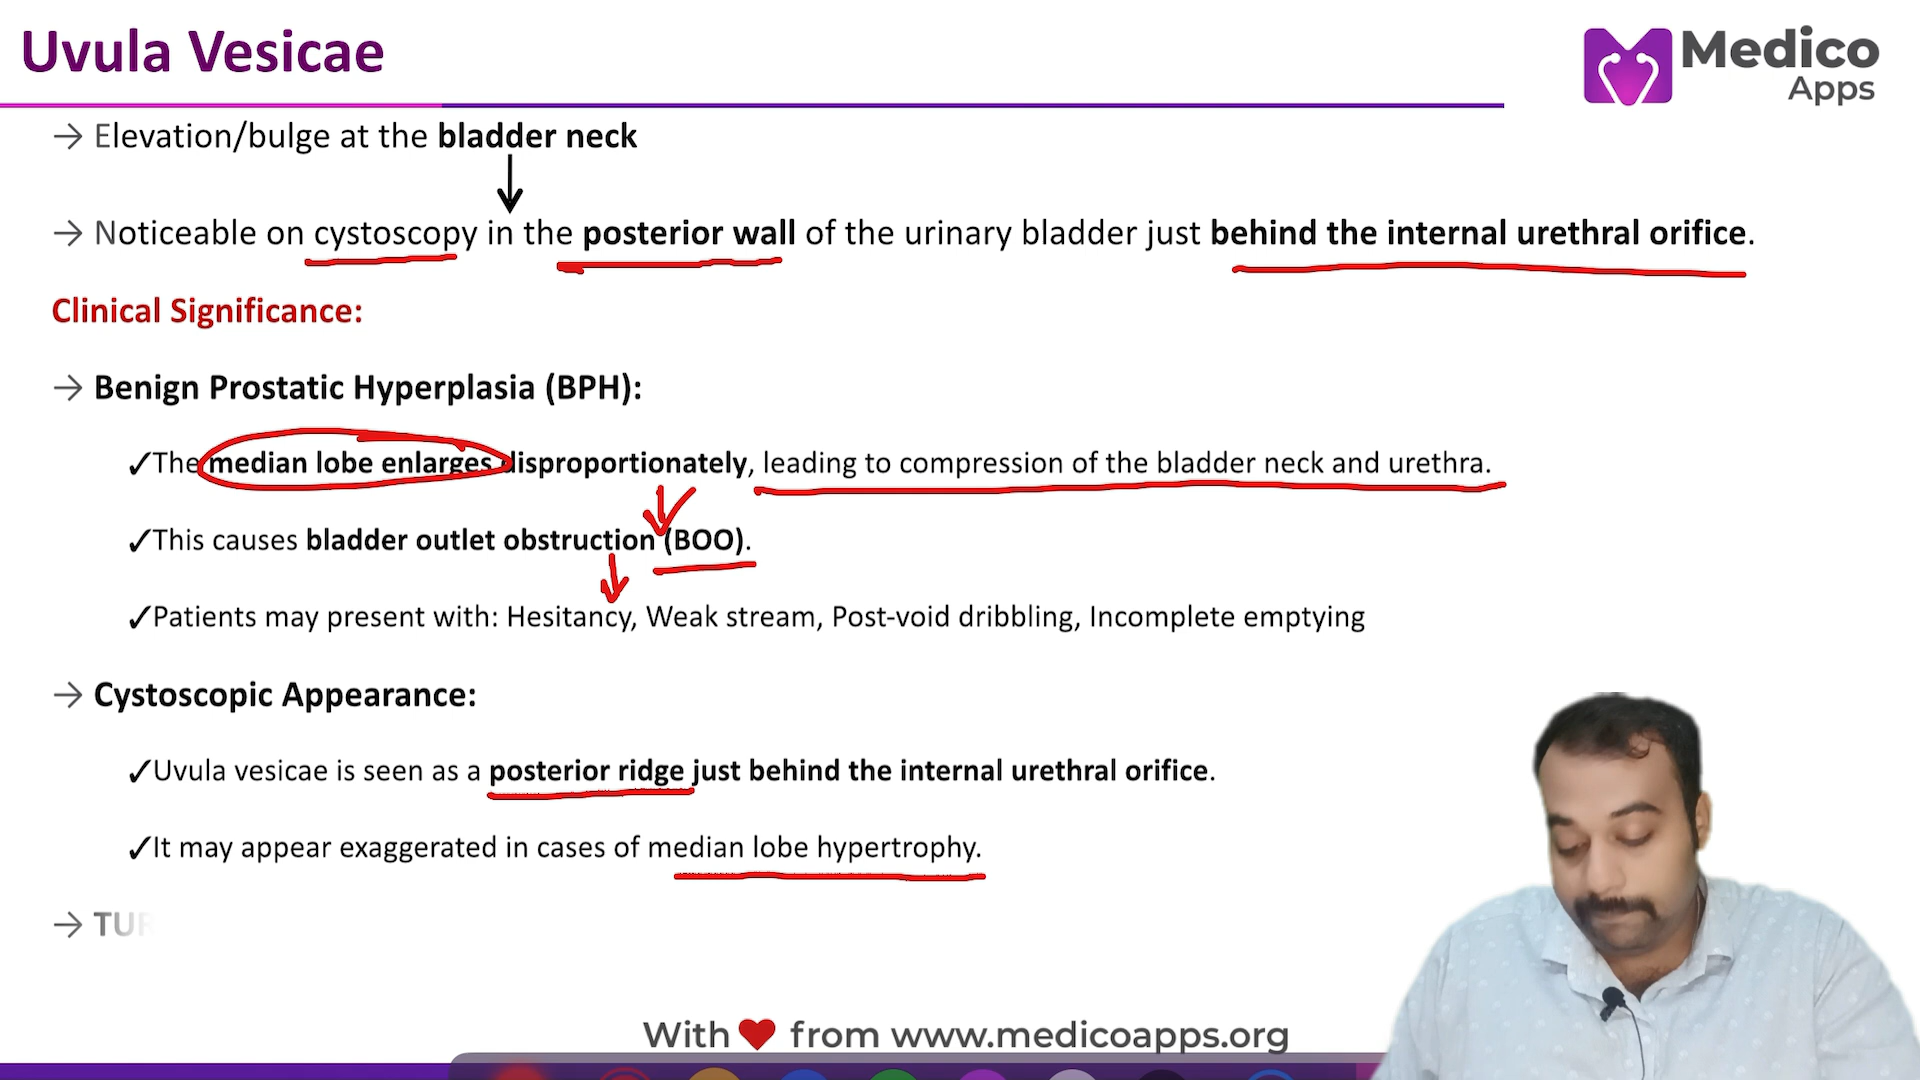 Uvula Vesicae
Medico
Apps
→ Elevation/bulge at the bladder neck
→ Noticeable on cystoscopy in the posterior wall of the urinary bladder just behind the internal urethral orifice.
Clinical Significance:
→ Benign Prostatic Hyperplasia (BPH):
✓The median lobe enlarges disproportionately, leading to compression of the bladder neck and urethra.
✓This causes bladder outlet obstruction (BOO).
✓Patients may present with: Hesitancy, Weak stream, Post-void dribbling, Incomplete emptying
→ Cystoscopic Appearance:
✓Uvula vesicae is seen as a posterior ridge just behind the internal urethral orifice.
✓It may appear exaggerated in cases of median lobe hypertrophy.
→ TUR
With ❤ from www.medicoapps.org